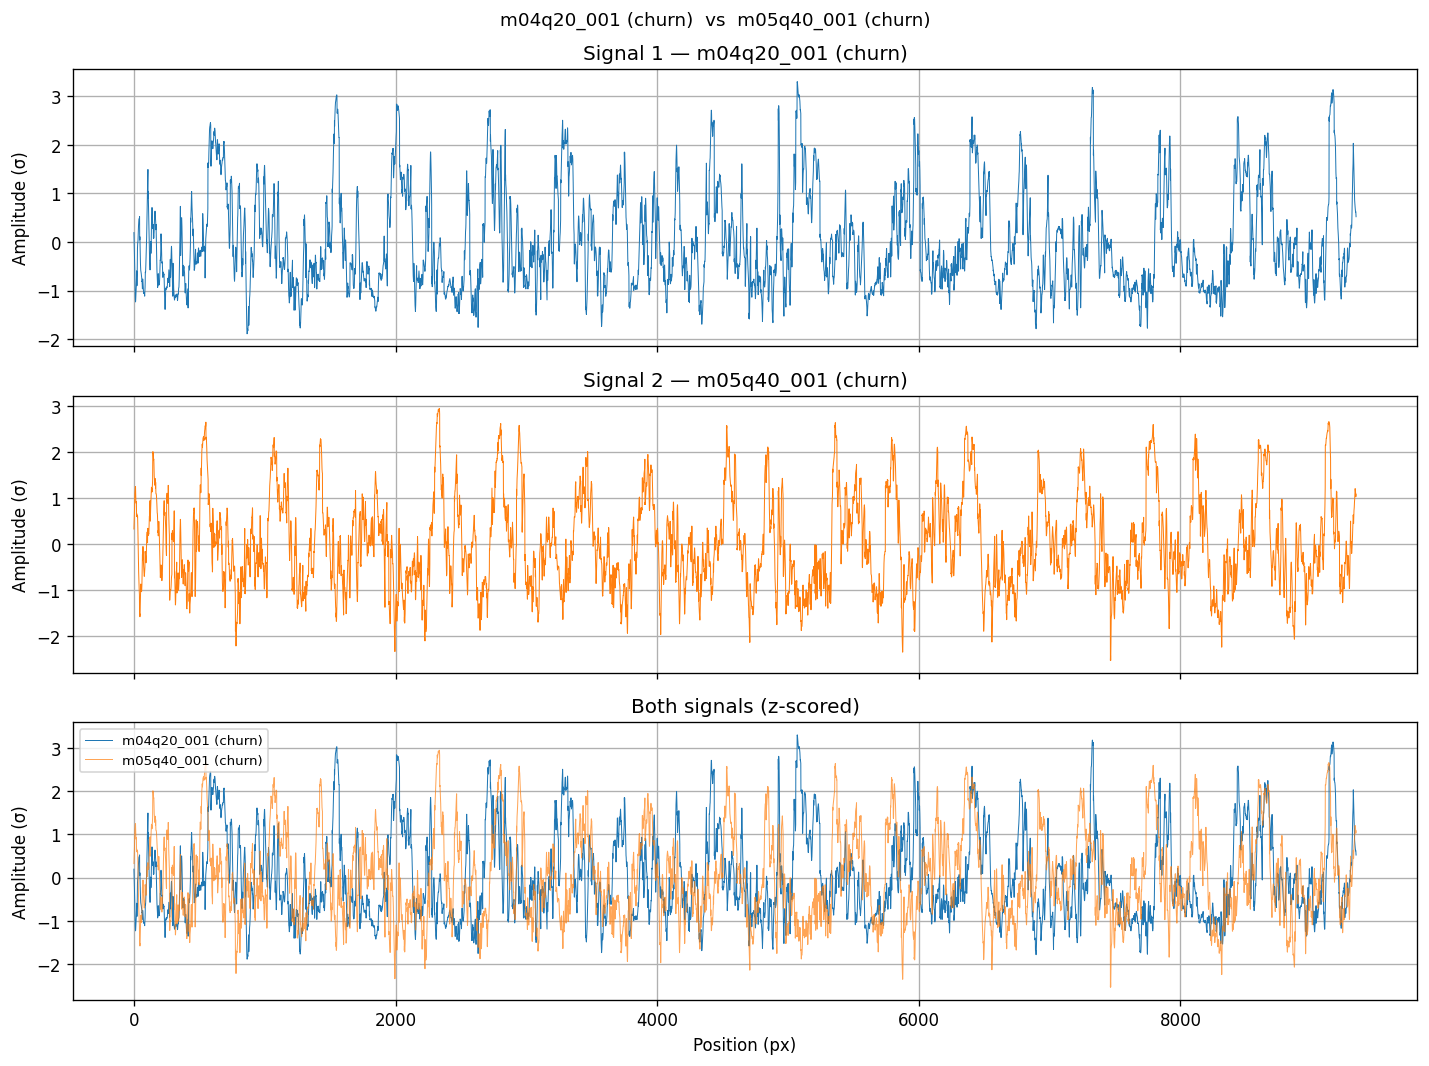 m04q20_001 (churn)  vs  m05q40_001 (churn)
Signal 1 — m04q20_001 (churn)
Amplitude (σ)
3
2
1
0
−1
−2
Signal 2 — m05q40_001 (churn)
Amplitude (σ)
3
2
1
0
−1
−2
Both signals (z-scored)
m04q20_001 (churn)
m05q40_001 (churn)
Amplitude (σ)
3
2
1
0
−1
−2
0 2000 4000 6000 8000
Position (px)